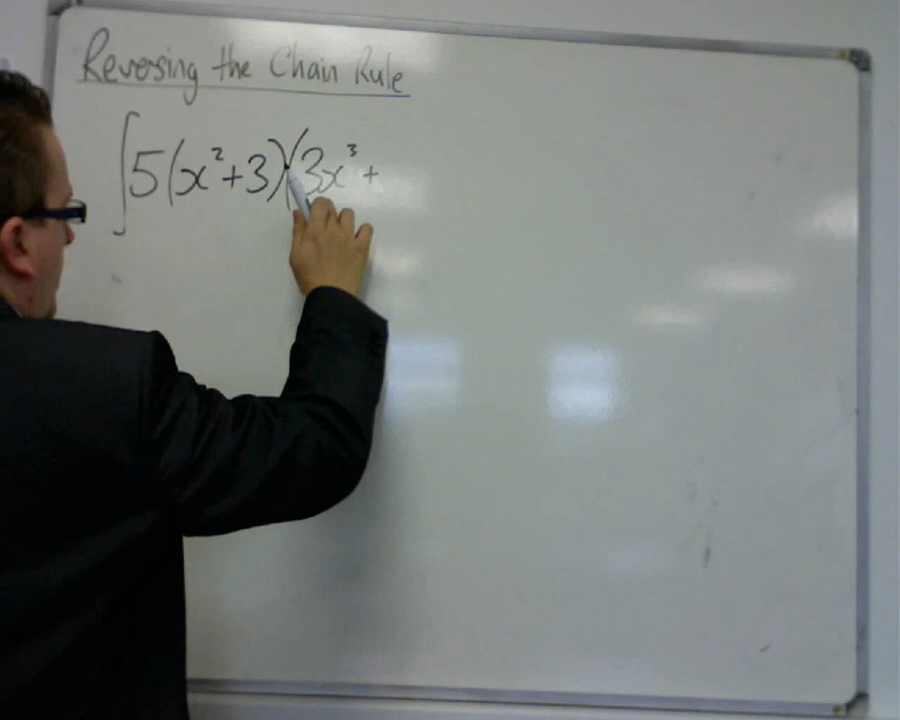 Reversing the Chain Rule
∫5(x²+3)(3x³+